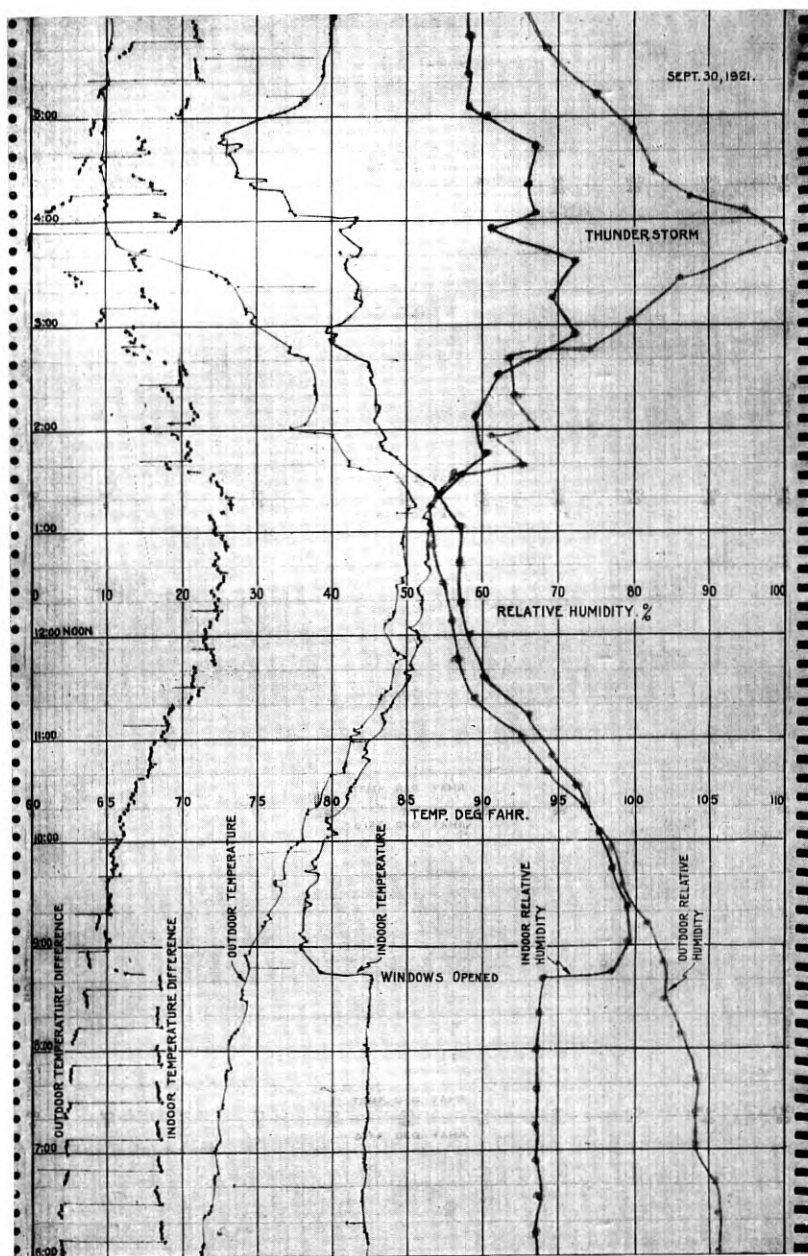 SEPT. 30, 1921.
5:00
4:00
THUNDERSTORM
3:00
2:00
1:00
0 10 20 30 40 50 60 70 80 90 100
RELATIVE HUMIDITY. %
12:00 NOON
11:00
60 65 70 75 80 85 90 95 100 105
TEMP. DEG FAHR.
10:00
OUTDOOR TEMPERATURE DIFFERENCE
INDOOR TEMPERATURE DIFFERENCE
OUTDOOR TEMPERATURE
INDOOR TEMPERATURE
INDOOR RELATIVE
HUMIDITY
OUTDOOR RELATIVE
HUMIDITY
9:00
WINDOWS OPENED
8:00
7:00
6:00